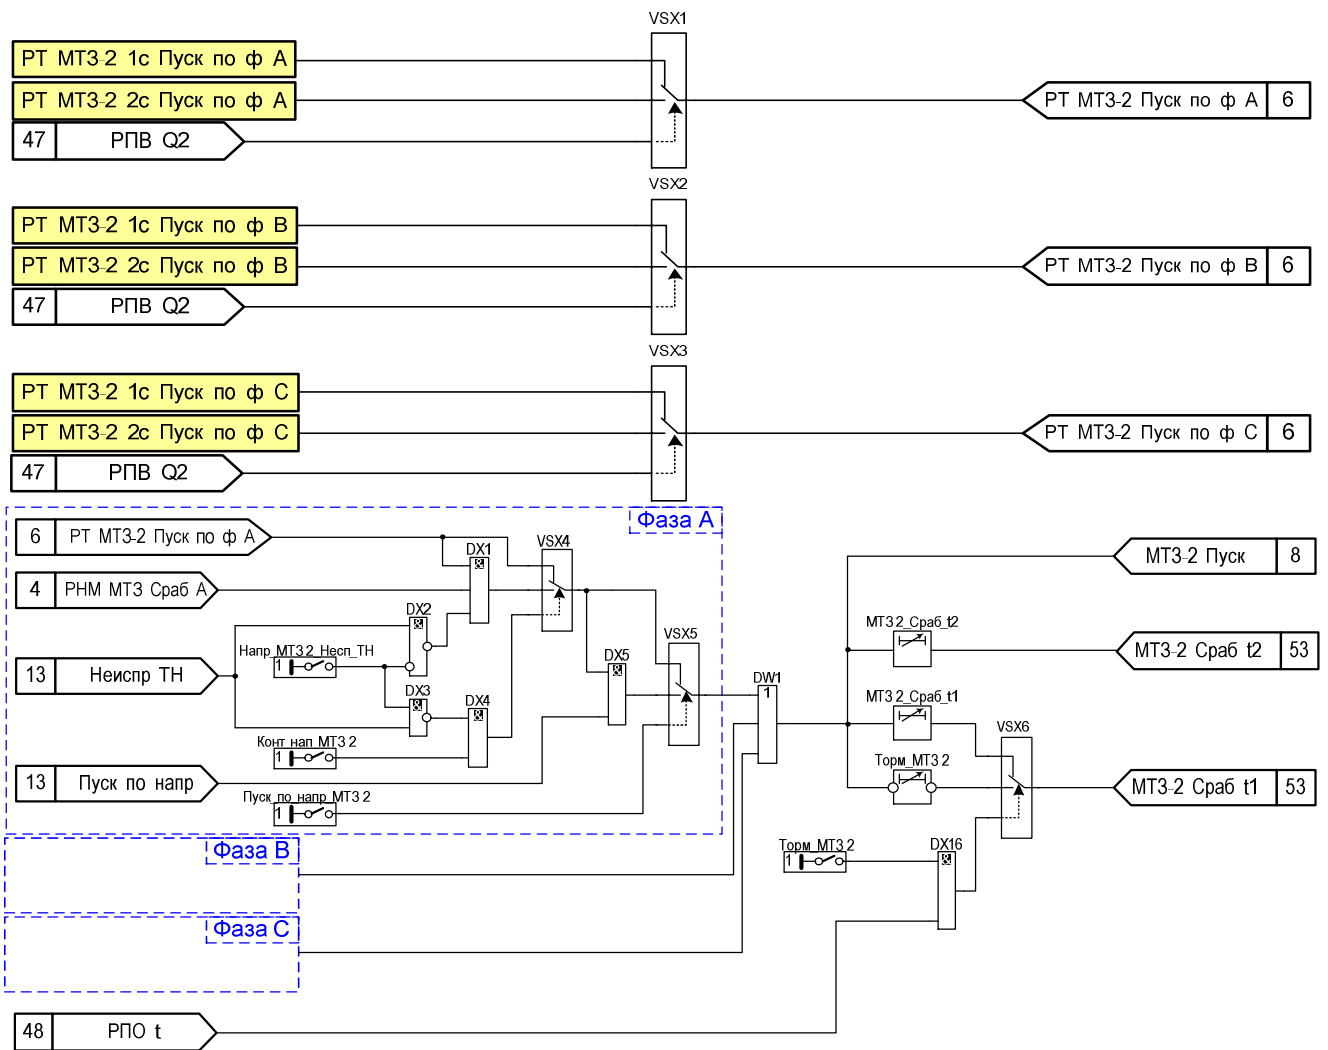 VSX1
РТ МТЗ-2 1с Пуск по ф А
РТ МТЗ-2 2с Пуск по ф А
РТ МТЗ-2 Пуск по ф А 6
47 РПВ Q2
VSX2
РТ МТЗ-2 1с Пуск по ф В
РТ МТЗ-2 2с Пуск по ф В
РТ МТЗ-2 Пуск по ф В 6
47 РПВ Q2
VSX3
РТ МТЗ-2 1с Пуск по ф С
РТ МТЗ-2 2с Пуск по ф С
РТ МТЗ-2 Пуск по ф С 6
47 РПВ Q2
Фаза А
6 РТ МТЗ-2 Пуск по ф А
VSX4
DX1
&
МТЗ-2 Пуск 8
4 РНМ МТЗ Сраб А
DX2
&
МТЗ 2_Сраб_t2
VSX5
Напр_МТЗ 2_Несп_ТН
1
МТЗ-2 Сраб t2 53
DX5
&
13 Неиспр ТН
DW1
1
DX3
&
DX4
&
МТЗ 2_Сраб_t1
VSX6
Конт нап МТЗ 2
1
Торм_МТЗ 2
13 Пуск по напр
МТЗ-2 Сраб t1 53
Пуск_по_напр_МТЗ 2
1
Фаза В
Торм_МТЗ 2
1
DX16
&
Фаза С
48 РПО t